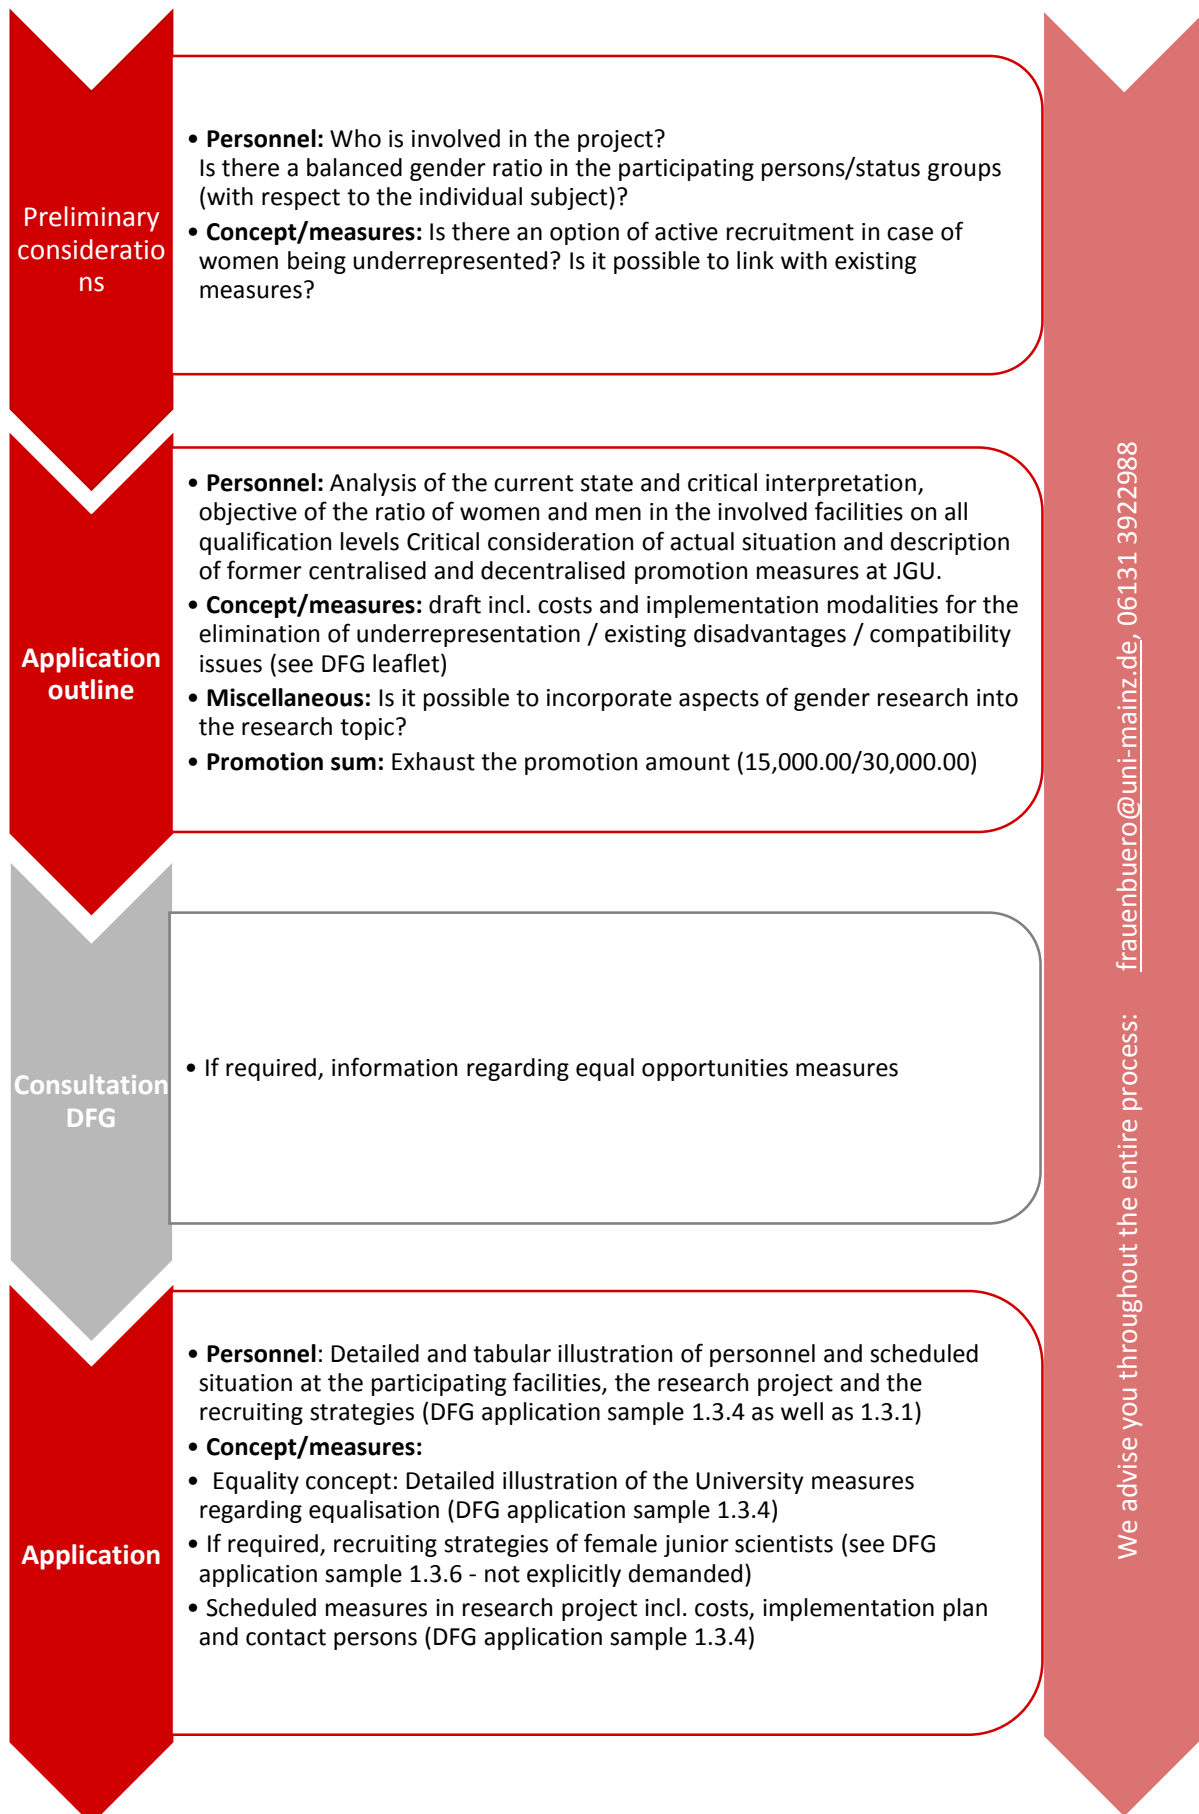 Preliminary
consideratio
ns
• Personnel: Who is involved in the project?
Is there a balanced gender ratio in the participating persons/status groups
(with respect to the individual subject)?
• Concept/measures: Is there an option of active recruitment in case of
women being underrepresented? Is it possible to link with existing
measures?
Application
outline
• Personnel: Analysis of the current state and critical interpretation,
objective of the ratio of women and men in the involved facilities on all
qualification levels Critical consideration of actual situation and description
of former centralised and decentralised promotion measures at JGU.
• Concept/measures: draft incl. costs and implementation modalities for the
elimination of underrepresentation / existing disadvantages / compatibility
issues (see DFG leaflet)
• Miscellaneous: Is it possible to incorporate aspects of gender research into
the research topic?
• Promotion sum: Exhaust the promotion amount (15,000.00/30,000.00)
Consultation
DFG
• If required, information regarding equal opportunities measures
Application
• Personnel: Detailed and tabular illustration of personnel and scheduled
situation at the participating facilities, the research project and the
recruiting strategies (DFG application sample 1.3.4 as well as 1.3.1)
• Concept/measures:
• Equality concept: Detailed illustration of the University measures
regarding equalisation (DFG application sample 1.3.4)
• If required, recruiting strategies of female junior scientists (see DFG
application sample 1.3.6 - not explicitly demanded)
• Scheduled measures in research project incl. costs, implementation plan
and contact persons (DFG application sample 1.3.4)
We advise you throughout the entire process: frauenbuero@uni-mainz.de, 06131 3922988